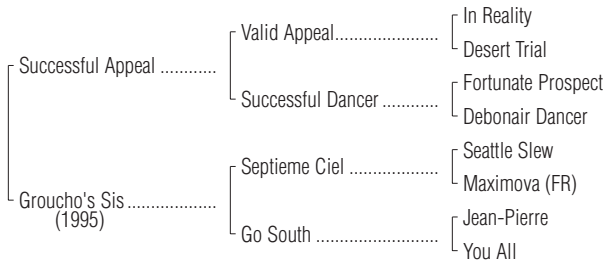 In Reality
Valid Appeal
Desert Trial
Successful Appeal
Fortunate Prospect
Successful Dancer
Debonair Dancer
Seattle Slew
Septieme Ciel
Maximova (FR)
Groucho's Sis
(1995)
Jean-Pierre
Go South
You All